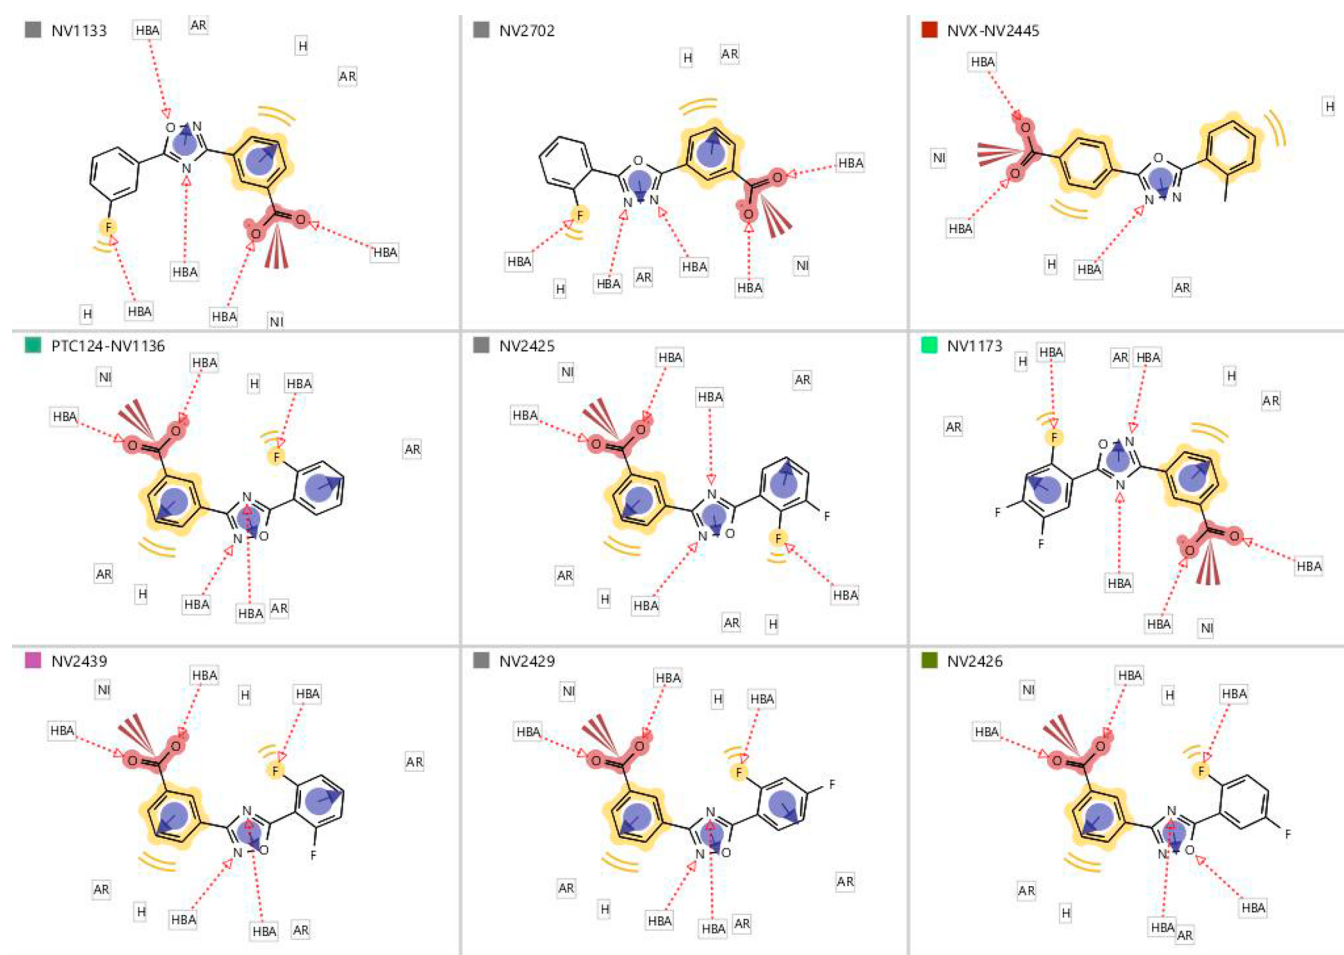 NV1133
HBA
AR
H
AR
O
N
N
F
O
O
HBA
HBA
H
HBA
HBA
NI
NV2702
H
AR
O
N
N
F
O
O
HBA
HBA
H
HBA
AR
HBA
HBA
NI
NVX-NV2445
HBA
H
O
O
NI
O
N
N
HBA
H
HBA
AR
PTC124-NV1136
NI
HBA
H
HBA
HBA
O
O
F
AR
N
N
O
AR
H
HBA
HBA
AR
NV2425
NI
HBA
HBA
AR
HBA
O
O
N
N
O
F
F
AR
H
HBA
HBA
AR
H
NV1173
H
HBA
AR
HBA
H
AR
AR
F
O
N
N
F
F
O
O
HBA
HBA
HBA
NI
NV2439
NI
HBA
H
HBA
HBA
O
O
F
AR
N
N
O
F
AR
H
HBA
HBA
AR
NV2429
NI
HBA
H
HBA
HBA
O
O
F
F
N
N
O
AR
AR
H
HBA
HBA
AR
NV2426
NI
HBA
H
HBA
HBA
O
O
F
N
N
O
F
AR
H
HBA
AR
HBA